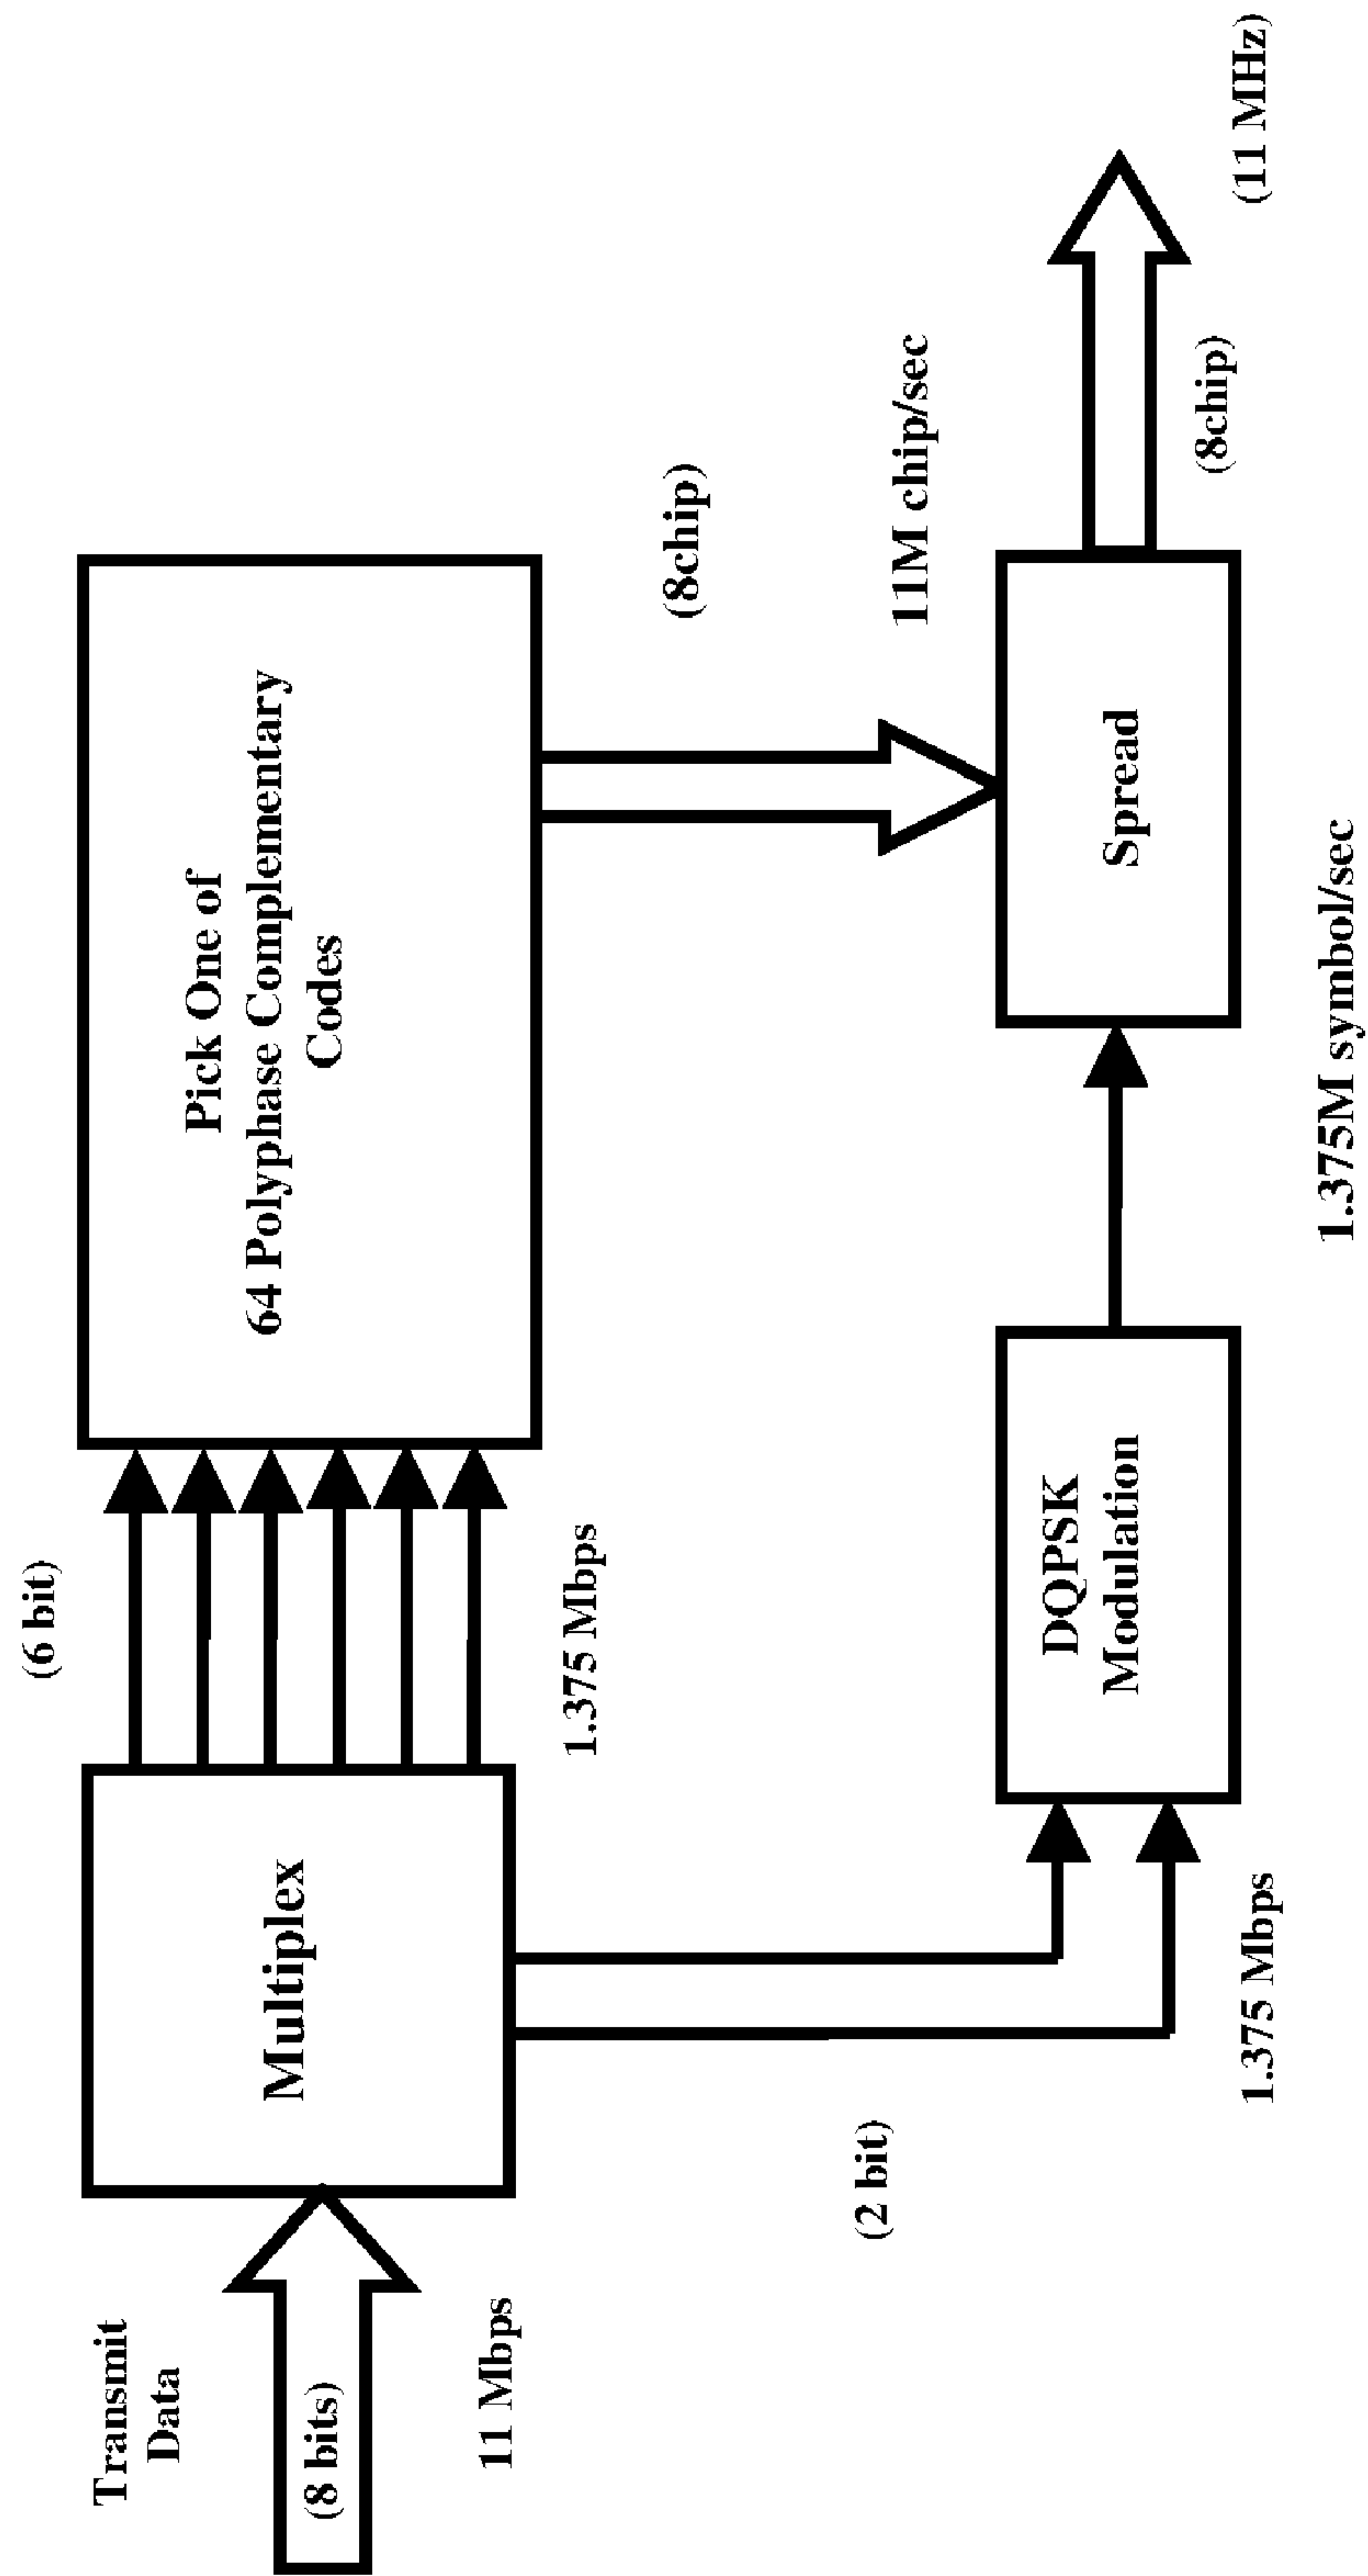 Transmit
Data
(8 bits)
11 Mbps
Multiplex
(6 bit)
1.375 Mbps
Pick One of
64 Polyphase Complementary
Codes
(8chip)
11M chip/sec
(2 bit)
1.375 Mbps
DQPSK
Modulation
1.375M symbol/sec
Spread
(8chip)
(11 MHz)